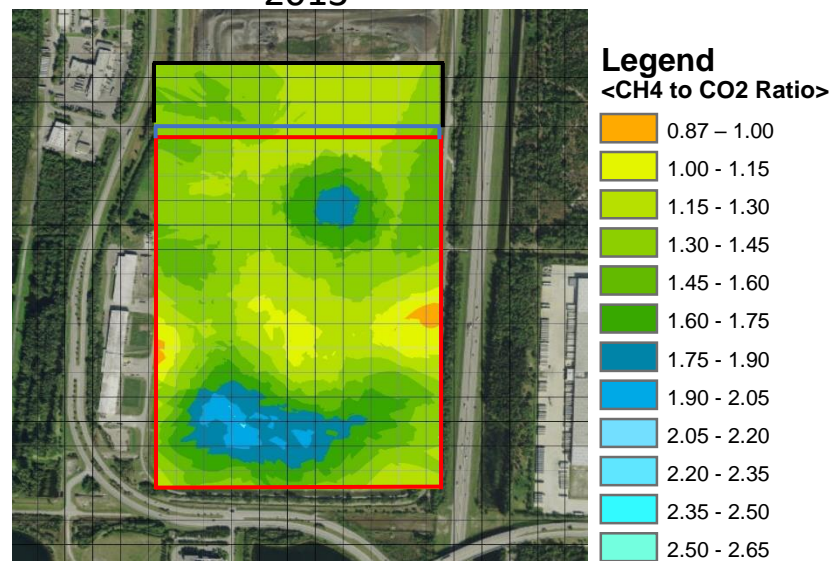 Legend
<CH4 to CO2 Ratio>
0.87 – 1.00
1.00 - 1.15
1.15 - 1.30
1.30 - 1.45
1.45 - 1.60
1.60 - 1.75
1.75 - 1.90
1.90 - 2.05
2.05 - 2.20
2.20 - 2.35
2.35 - 2.50
2.50 - 2.65